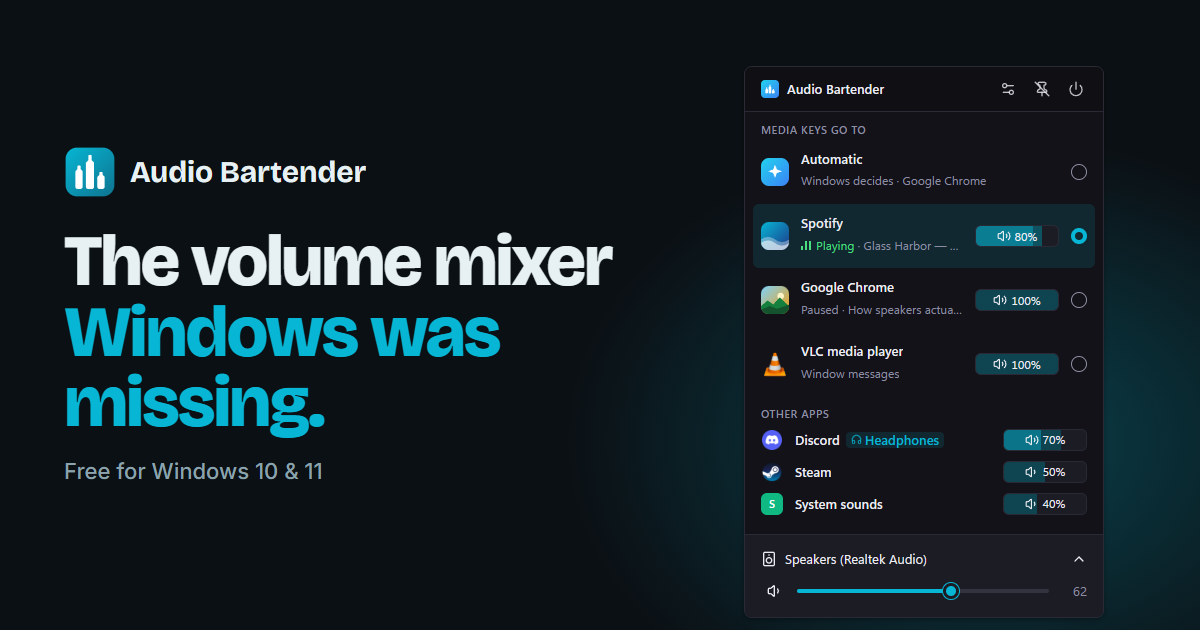 Audio Bartender
The volume mixer
Windows was
missing.
Free for Windows 10 & 11
Audio Bartender
MEDIA KEYS GO TO
Automatic
Windows decides · Google Chrome
Spotify
Playing · Glass Harbor — ...
80%
Google Chrome
Paused · How speakers actua...
100%
VLC media player
Window messages
100%
OTHER APPS
Discord Headphones 70%
Steam 50%
S System sounds 40%
Speakers (Realtek Audio)
62